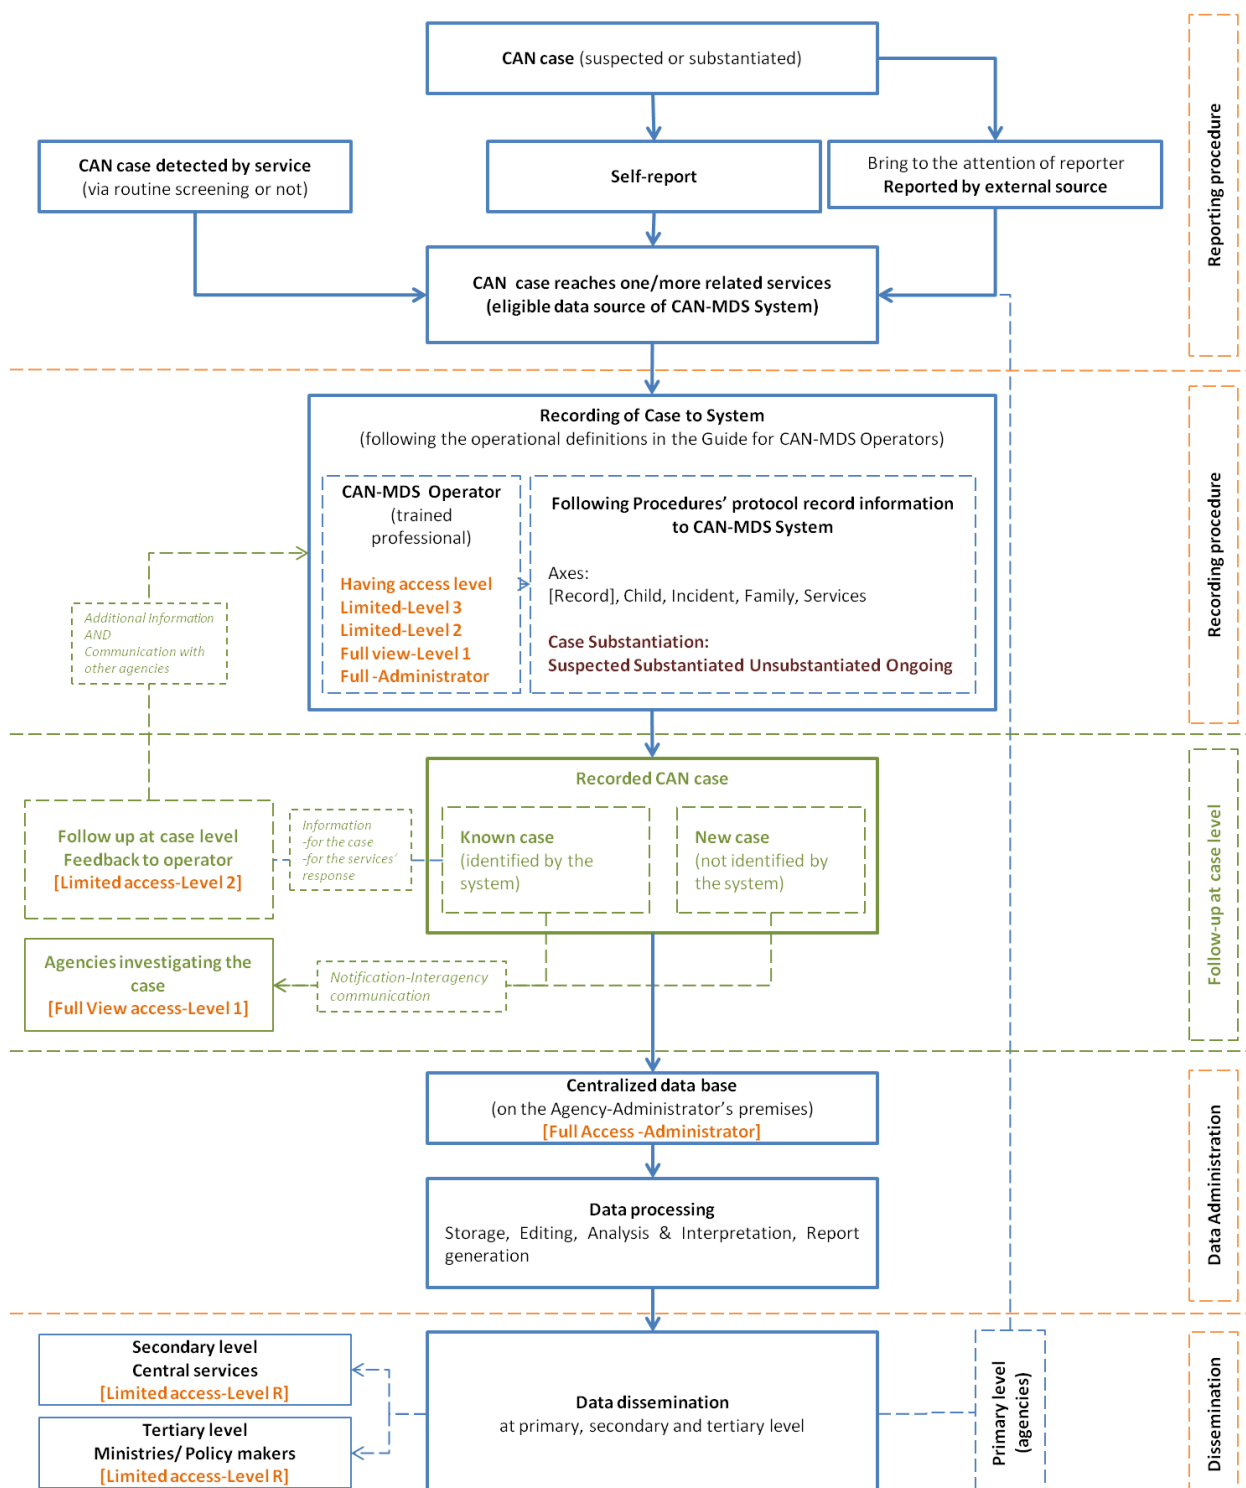 CAN case (suspected or substantiated)
CAN case detected by service
(via routine screening or not)
Self-report
Bring to the attention of reporter
Reported by external source
CAN case reaches one/more related services
(eligible data source of CAN-MDS System)
Reporting procedure
Recording of Case to System
(following the operational definitions in the Guide for CAN-MDS Operators)
CAN-MDS Operator
(trained
professional)
Having access level
Limited-Level 3
Limited-Level 2
Full view-Level 1
Full -Administrator
Following Procedures’ protocol record information
to CAN-MDS System
Axes:
[Record], Child, Incident, Family, Services
Case Substantiation:
Suspected Substantiated Unsubstantiated Ongoing
Additional Information
AND
Communication with
other agencies
Recording procedure
Recorded CAN case
Known case
(identified by the
system)
New case
(not identified by
the system)
Information
-for the case
-for the services’
response
Follow up at case level
Feedback to operator
[Limited access-Level 2]
Agencies investigating the
case
[Full View access-Level 1]
Notification-Interagency
communication
Follow-up at case level
Centralized data base
(on the Agency-Administrator’s premises)
[Full Access -Administrator]
Data processing
Storage, Editing, Analysis & Interpretation, Report
generation
Data Administration
Secondary level
Central services
[Limited access-Level R]
Tertiary level
Ministries/ Policy makers
[Limited access-Level R]
Data dissemination
at primary, secondary and tertiary level
Primary level
(agencies)
Dissemination